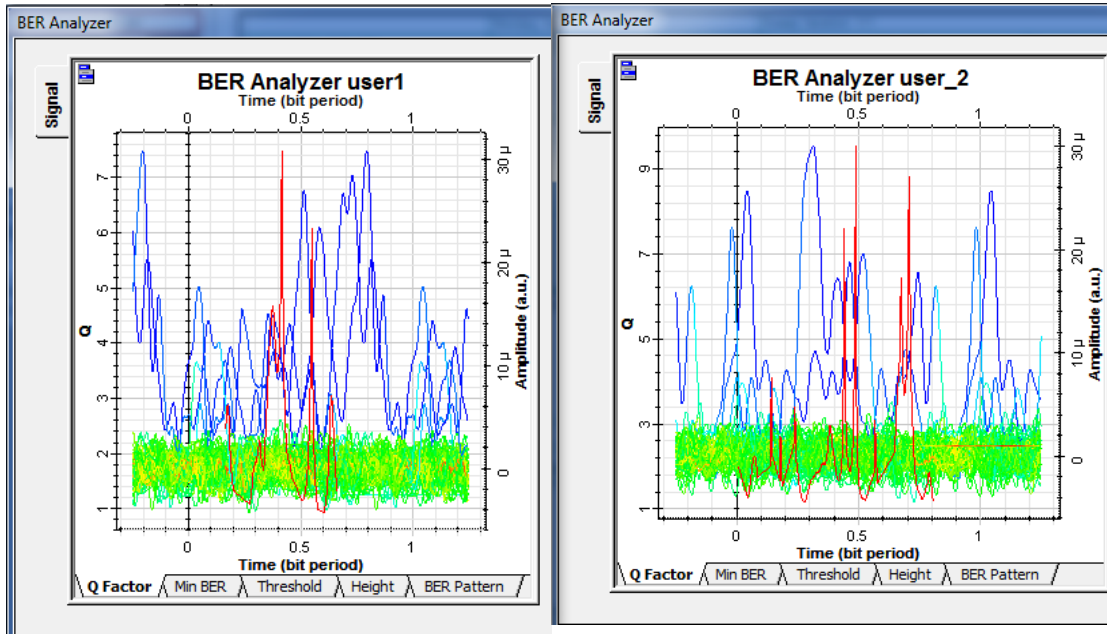 BER Analyzer
Signal
BER Analyzer user1
Time (bit period)
0 0.5 1
Q
7
6
5
4
3
2
1
Amplitude (a.u.)
30 µ
20 µ
10 µ
0
0 0.5 1
Time (bit period)
Q Factor Min BER Threshold Height BER Pattern
BER Analyzer
Signal
BER Analyzer user_2
Time (bit period)
0 0.5 1
Q
9
7
5
3
1
Amplitude (a.u.)
30 µ
20 µ
10 µ
0
0 0.5 1
Time (bit period)
Q Factor Min BER Threshold Height BER Pattern